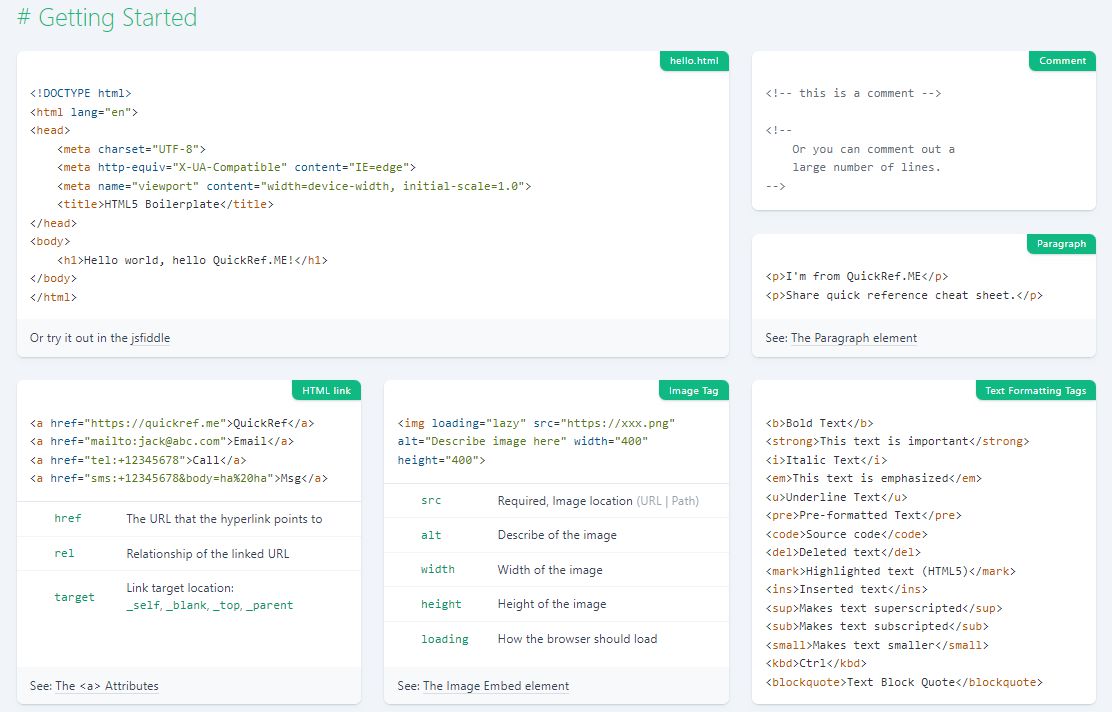 # Getting Started
hello.html
<!DOCTYPE html>
<html lang="en">
<head>
    <meta charset="UTF-8">
    <meta http-equiv="X-UA-Compatible" content="IE=edge">
    <meta name="viewport" content="width=device-width, initial-scale=1.0">
    <title>HTML5 Boilerplate</title>
</head>
<body>
    <h1>Hello world, hello QuickRef.ME!</h1>
</body>
</html>
Or try it out in the jsfiddle
Comment
<!-- this is a comment -->
<!--
    Or you can comment out a
    large number of lines.
-->
Paragraph
<p>I'm from QuickRef.ME</p>
<p>Share quick reference cheat sheet.</p>
See: The Paragraph element
HTML link
<a href="https://quickref.me">QuickRef</a>
<a href="mailto:jack@abc.com">Email</a>
<a href="tel:+12345678">Call</a>
<a href="sms:+12345678&body=ha%20ha">Msg</a>
href The URL that the hyperlink points to
rel Relationship of the linked URL
target Link target location:
_self, _blank, _top, _parent
See: The <a> Attributes
Image Tag
<img loading="lazy" src="https://xxx.png"
alt="Describe image here" width="400"
height="400">
src Required, Image location (URL | Path)
alt Describe of the image
width Width of the image
height Height of the image
loading How the browser should load
See: The Image Embed element
Text Formatting Tags
<b>Bold Text</b>
<strong>This text is important</strong>
<i>Italic Text</i>
<em>This text is emphasized</em>
<u>Underline Text</u>
<pre>Pre-formatted Text</pre>
<code>Source code</code>
<del>Deleted text</del>
<mark>Highlighted text (HTML5)</mark>
<ins>Inserted text</ins>
<sup>Makes text superscripted</sup>
<sub>Makes text subscripted</sub>
<small>Makes text smaller</small>
<kbd>Ctrl</kbd>
<blockquote>Text Block Quote</blockquote>